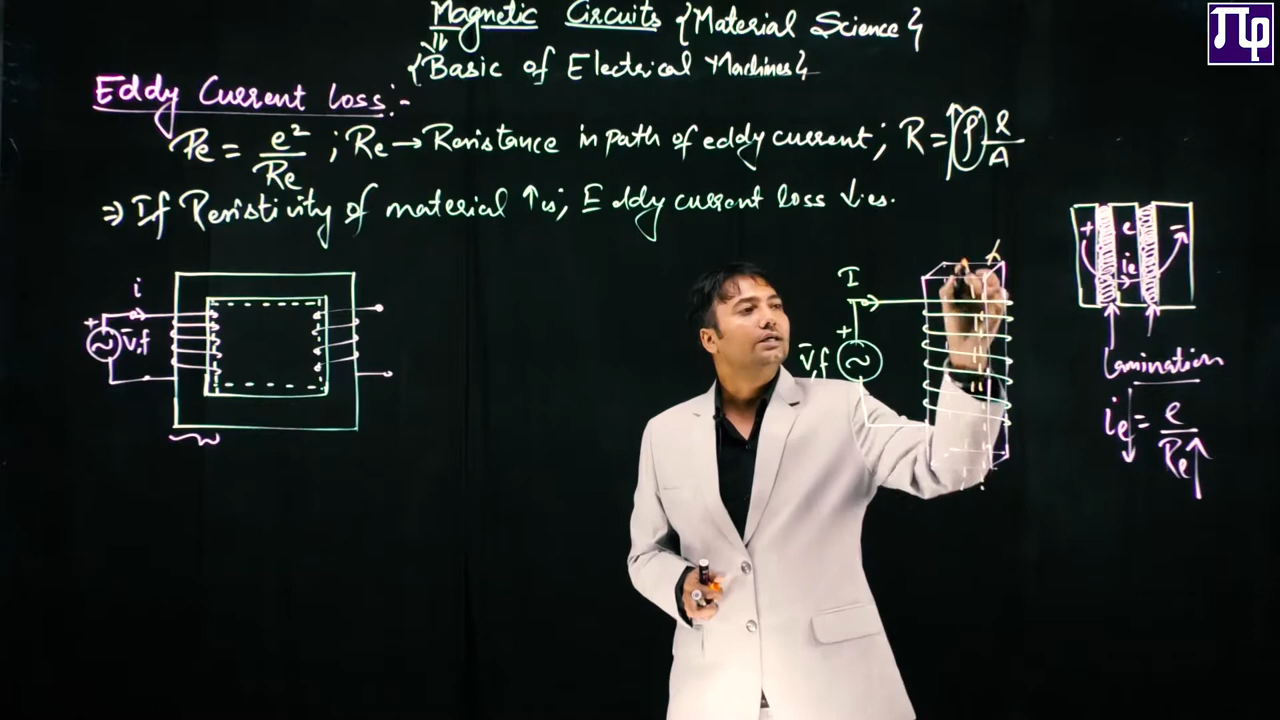 Magnetic Circuits {Material Science}
⇓
{Basic of Electrical Machines}
Eddy Current Loss:-
Pe = e²/Re ; Re → Resistance in path of eddy current ; R = ↑ρ l/A
⇒ If Resistivity of material ↑is; Eddy current loss ↓es.
i
+
V̄,f
I
+
V̄,f
+ e -
ie
Lamination
ie↓ = e/Re↑
Πφ